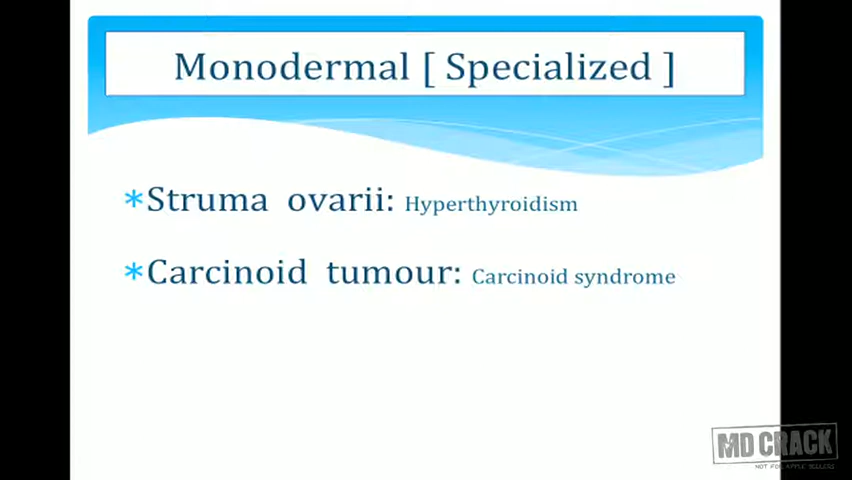 Monodermal [ Specialized ]
*Struma ovarii: Hyperthyroidism
*Carcinoid tumour: Carcinoid syndrome
MD CRACK